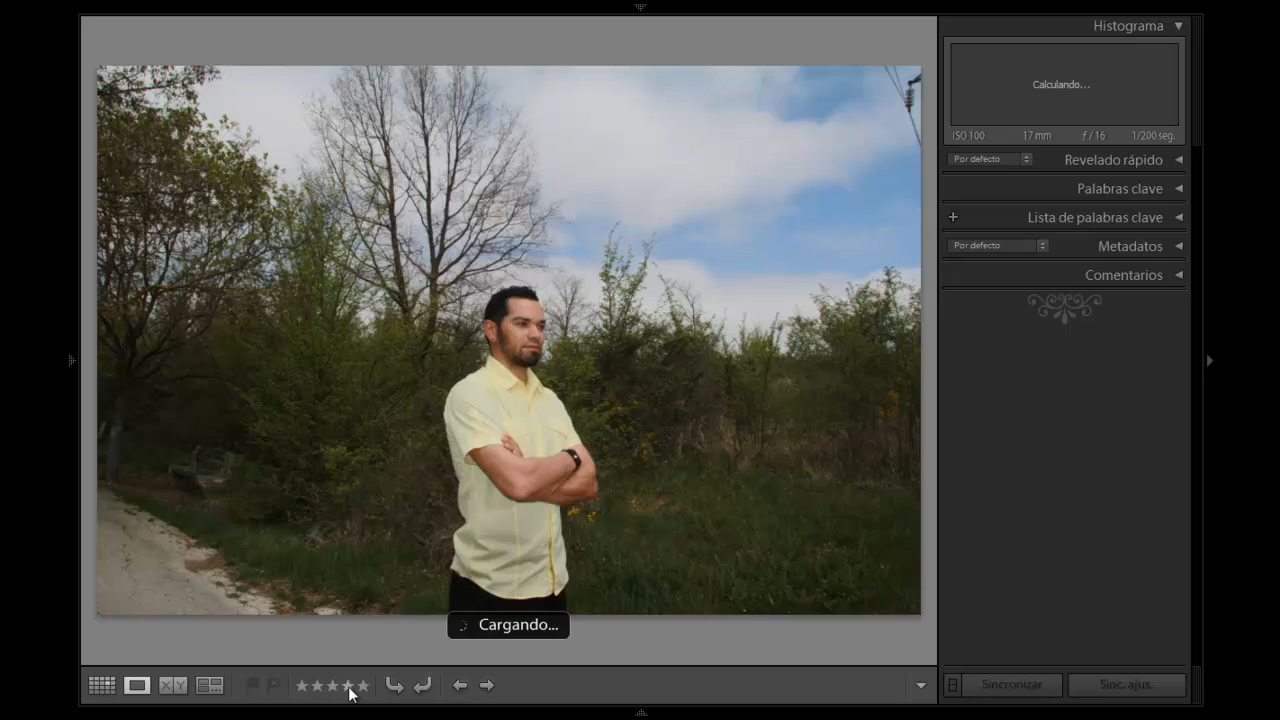 Histograma
Calculando...
ISO 100 17 mm ƒ / 16 1/200 seg.
Por defecto Revelado rápido
Palabras clave
+ Lista de palabras clave
Por defecto Metadatos
Comentarios
Cargando...
X Y
Sincronizar Sinc. ajus.